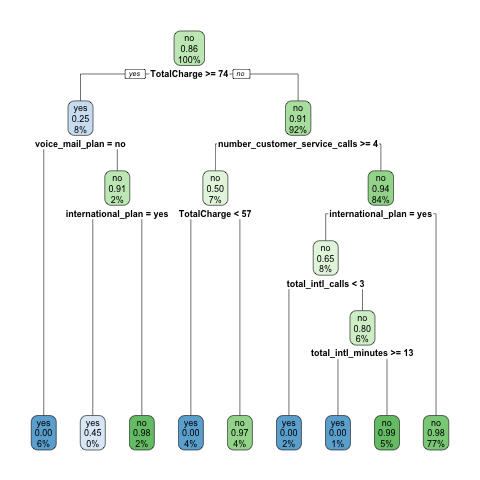 no
0.86
100%
yes TotalCharge >= 74 no
yes
0.25
8%
no
0.91
92%
voice_mail_plan = no
number_customer_service_calls >= 4
no
0.91
2%
no
0.50
7%
no
0.94
84%
international_plan = yes
TotalCharge < 57
international_plan = yes
no
0.65
8%
total_intl_calls < 3
no
0.80
6%
total_intl_minutes >= 13
yes
0.00
6%
yes
0.45
0%
no
0.98
2%
yes
0.00
4%
no
0.97
4%
yes
0.00
2%
yes
0.00
1%
no
0.99
5%
no
0.98
77%